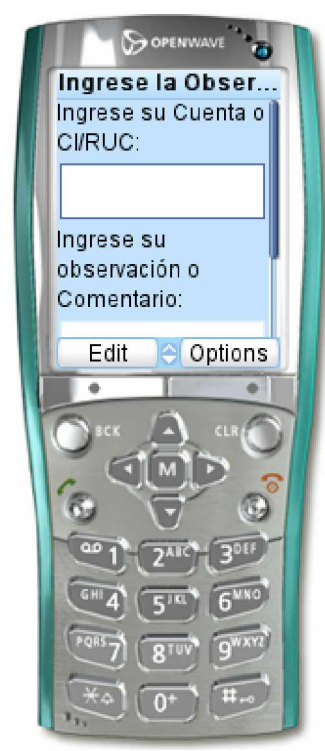 OPENWAVE
Ingrese la Obser...
Ingrese su Cuenta o
CI/RUC:
Ingrese su
observación o
Comentario:
Edit Options
BCK CLR
M
1 2ABC 3DEF
GHI4 5JKL 6MNO
PQRS7 8TUV 9WXYZ
* 0+ #